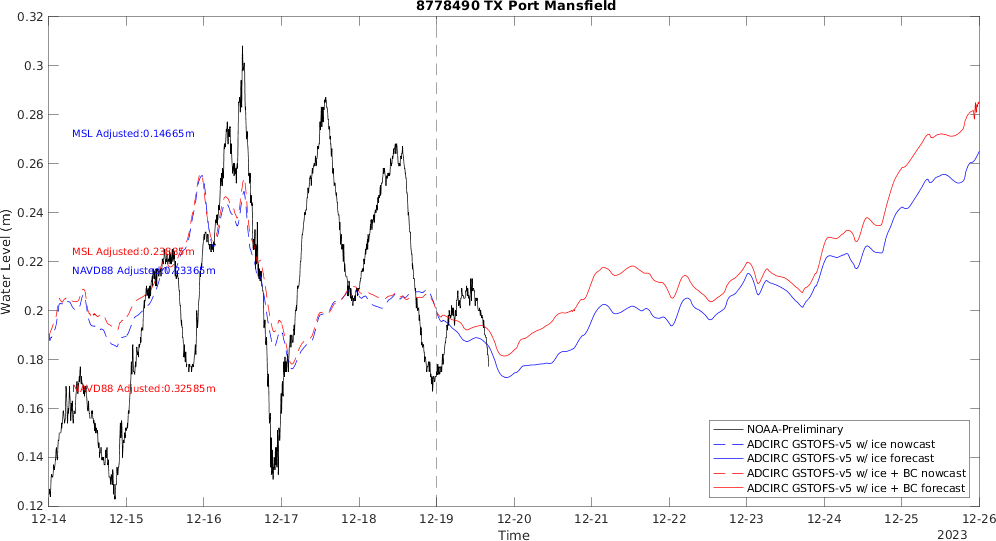 8778490 TX Port Mansfield
Water Level (m)
0.32
0.3
0.28
0.26
0.24
0.22
0.2
0.18
0.16
0.14
0.12
MSL Adjusted:0.14665m
MSL Adjusted:0.23885m
NAVD88 Adjusted:0.23365m
NAVD88 Adjusted:0.32585m
NOAA-Preliminary
ADCIRC GSTOFS-v5 w/ ice nowcast
ADCIRC GSTOFS-v5 w/ ice forecast
ADCIRC GSTOFS-v5 w/ ice + BC nowcast
ADCIRC GSTOFS-v5 w/ ice + BC forecast
12-14 12-15 12-16 12-17 12-18 12-19 12-20 12-21 12-22 12-23 12-24 12-25 12-26
Time
2023